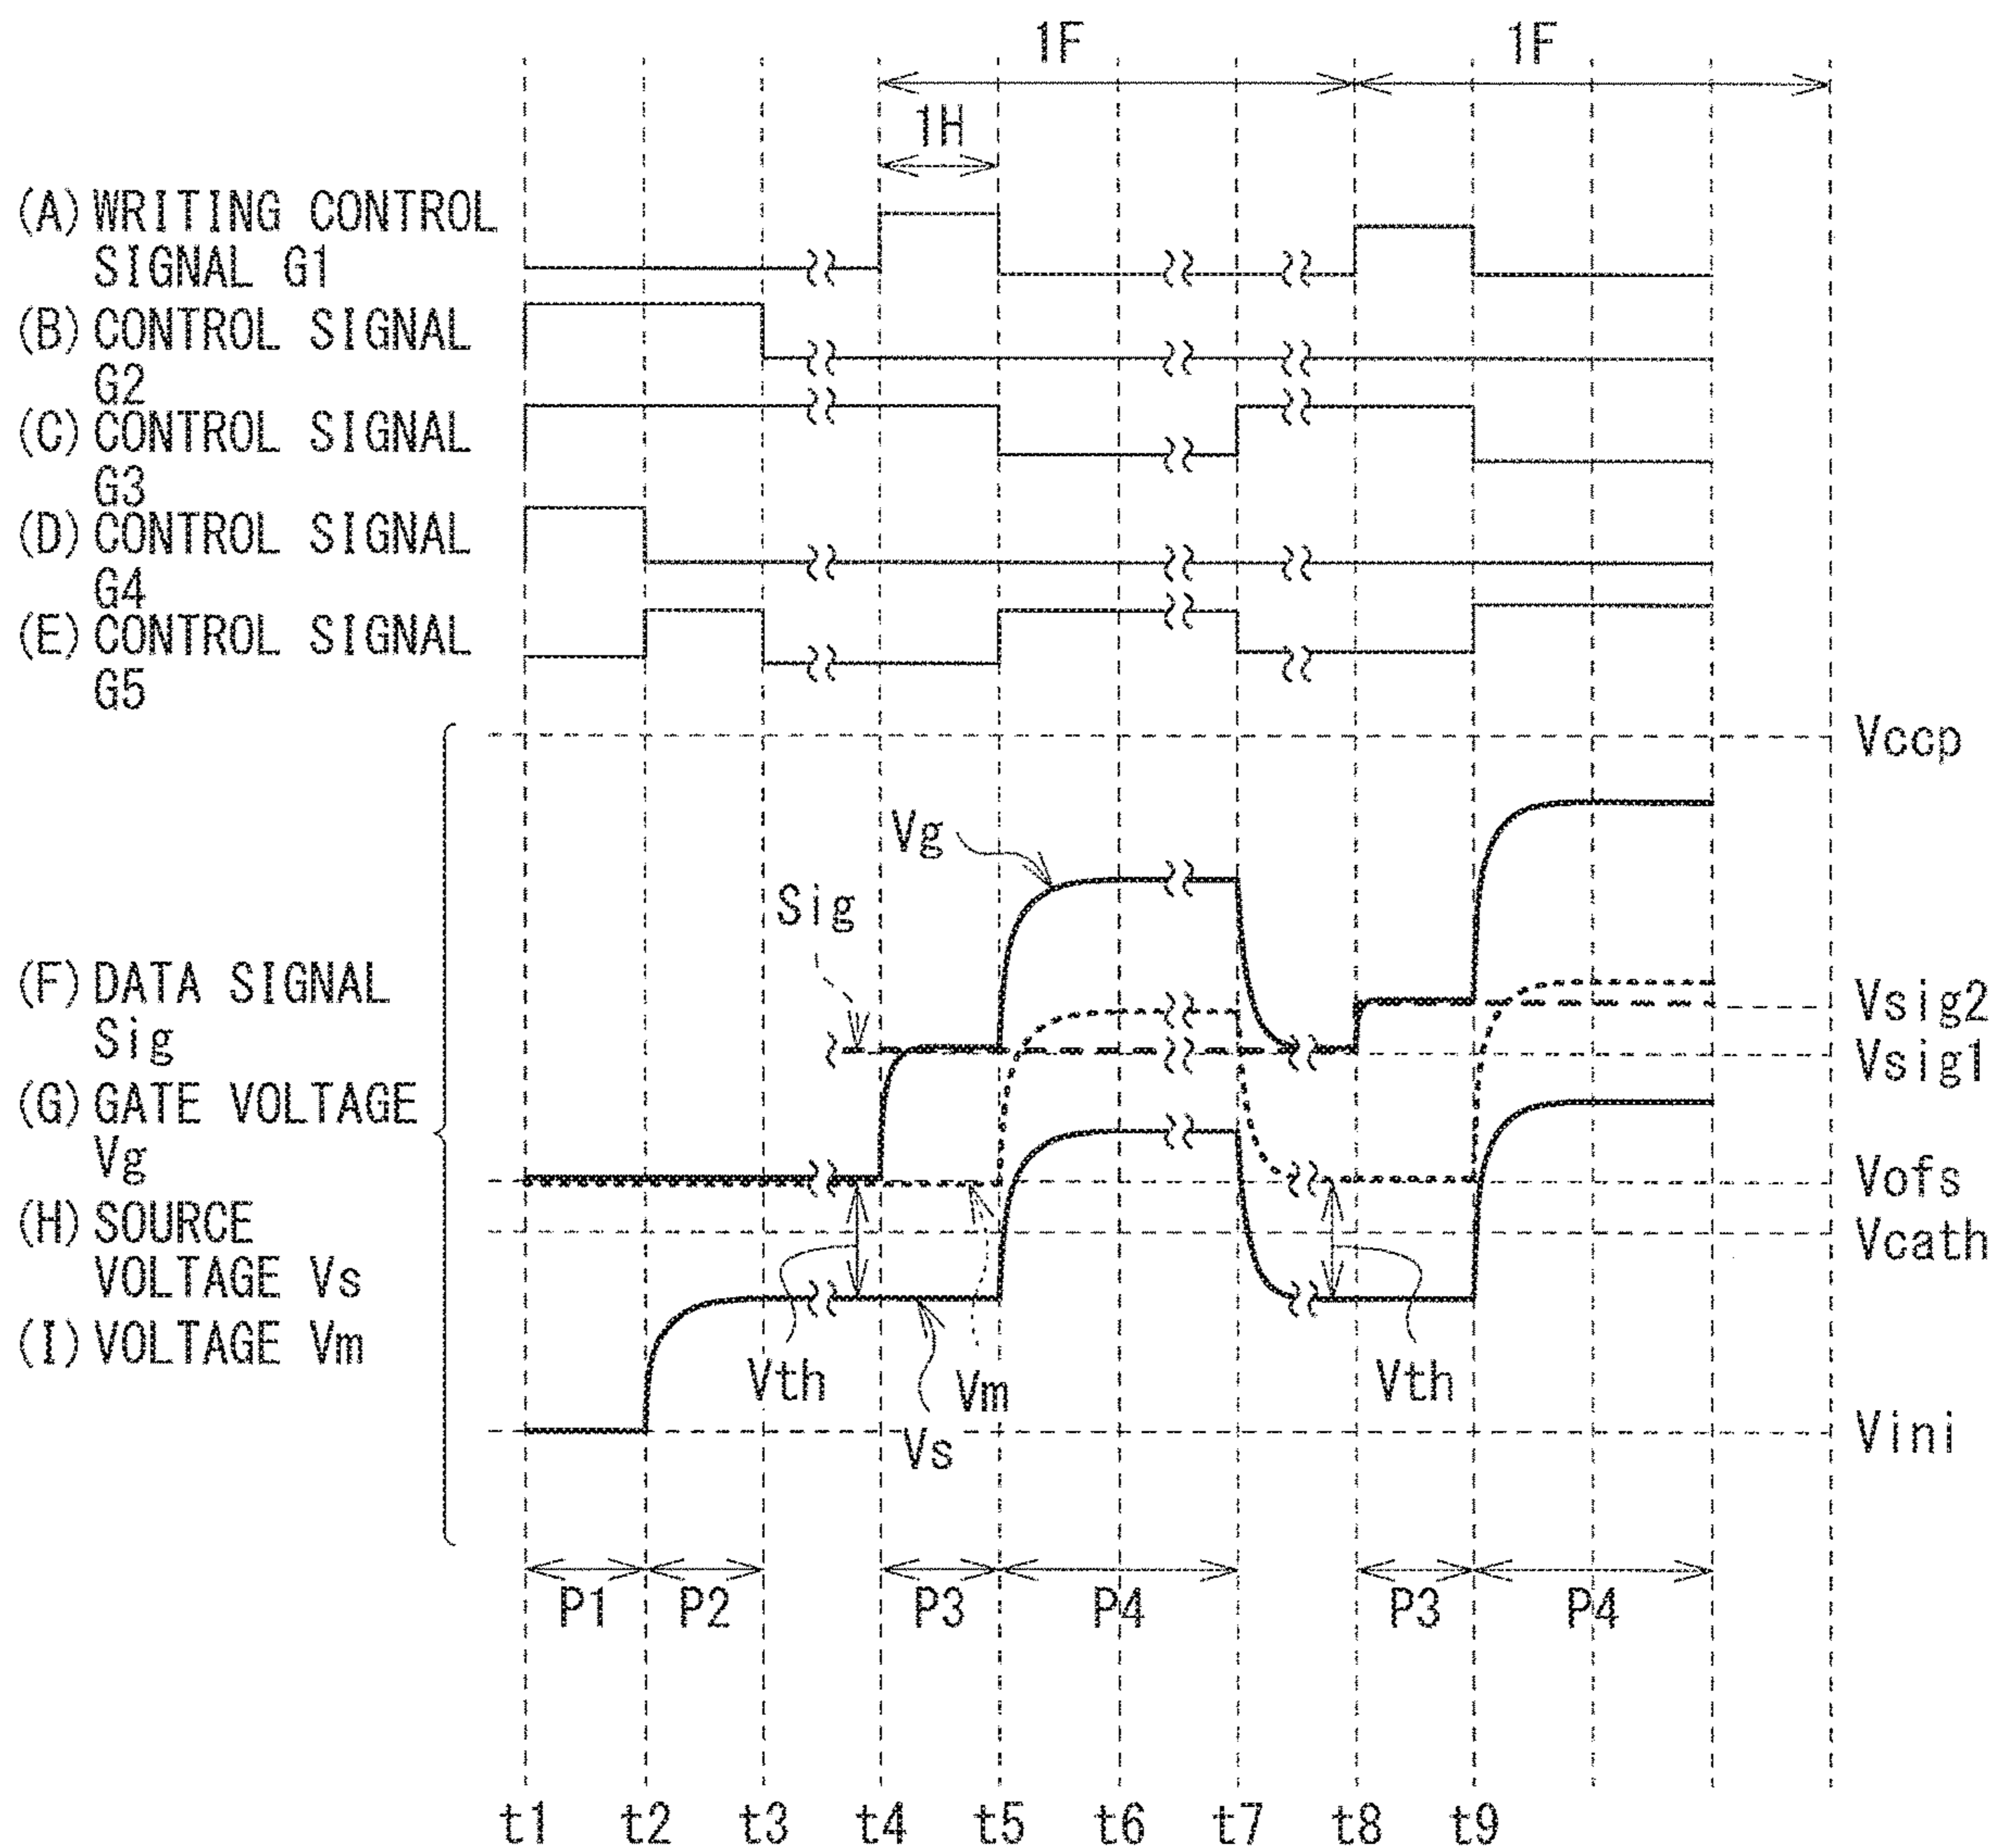 1F 1F
1H
(A) WRITING CONTROL
SIGNAL G1
(B) CONTROL SIGNAL
G2
(C) CONTROL SIGNAL
G3
(D) CONTROL SIGNAL
G4
(E) CONTROL SIGNAL
G5
Vccp
Vg
Sig
(F) DATA SIGNAL
Sig
Vsig2
Vsig1
(G) GATE VOLTAGE
Vg
Vofs
(H) SOURCE
VOLTAGE Vs
Vcath
(I) VOLTAGE Vm
Vth Vm Vth
Vs
Vini
P1 P2 P3 P4 P3 P4
t1 t2 t3 t4 t5 t6 t7 t8 t9